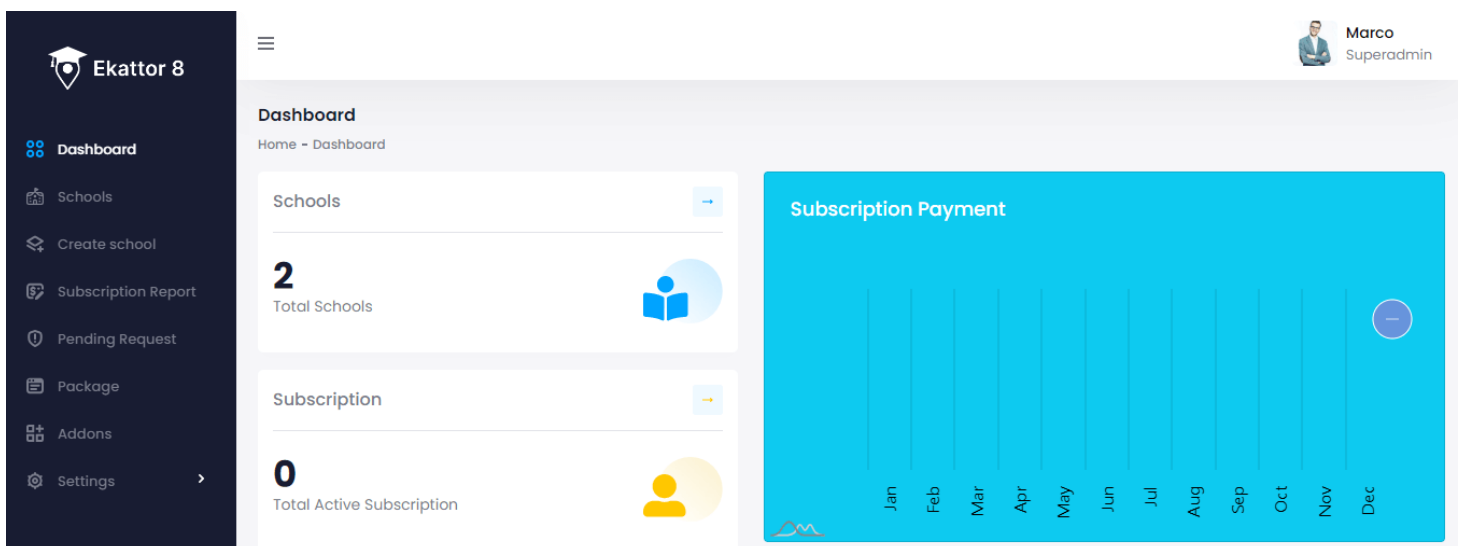 Ekattor 8
Dashboard
Schools
Create school
Subscription Report
Pending Request
Package
Addons
Settings
Marco
Superadmin
Dashboard
Home - Dashboard
Schools
2
Total Schools
Subscription
0
Total Active Subscription
Subscription Payment
Jan
Feb
Mar
Apr
May
Jun
Jul
Aug
Sep
Oct
Nov
Dec